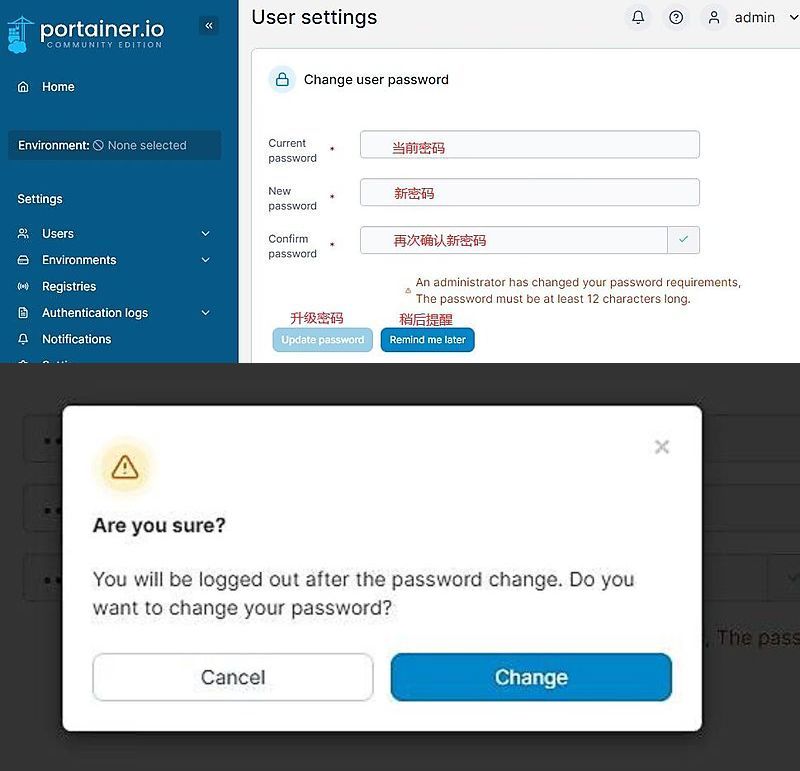 portainer.io
COMMUNITY EDITION
«
User settings
admin
Home
Change user password
Environment: None selected
Current
password *
当前密码
Settings
New
password *
新密码
Users
Confirm
password *
再次确认新密码
Environments
Registries
An administrator has changed your password requirements,
The password must be at least 12 characters long.
Authentication logs
升级密码
稍后提醒
Notifications
Update password
Remind me later
Are you sure?
You will be logged out after the password change. Do you
want to change your password?
, The pass
Cancel
Change